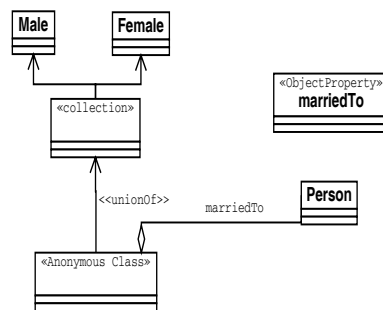 Male
Female
«ObjectProperty»
marriedTo
«collection»
<<unionOf>>
marriedTo
Person
«Anonymous Class»